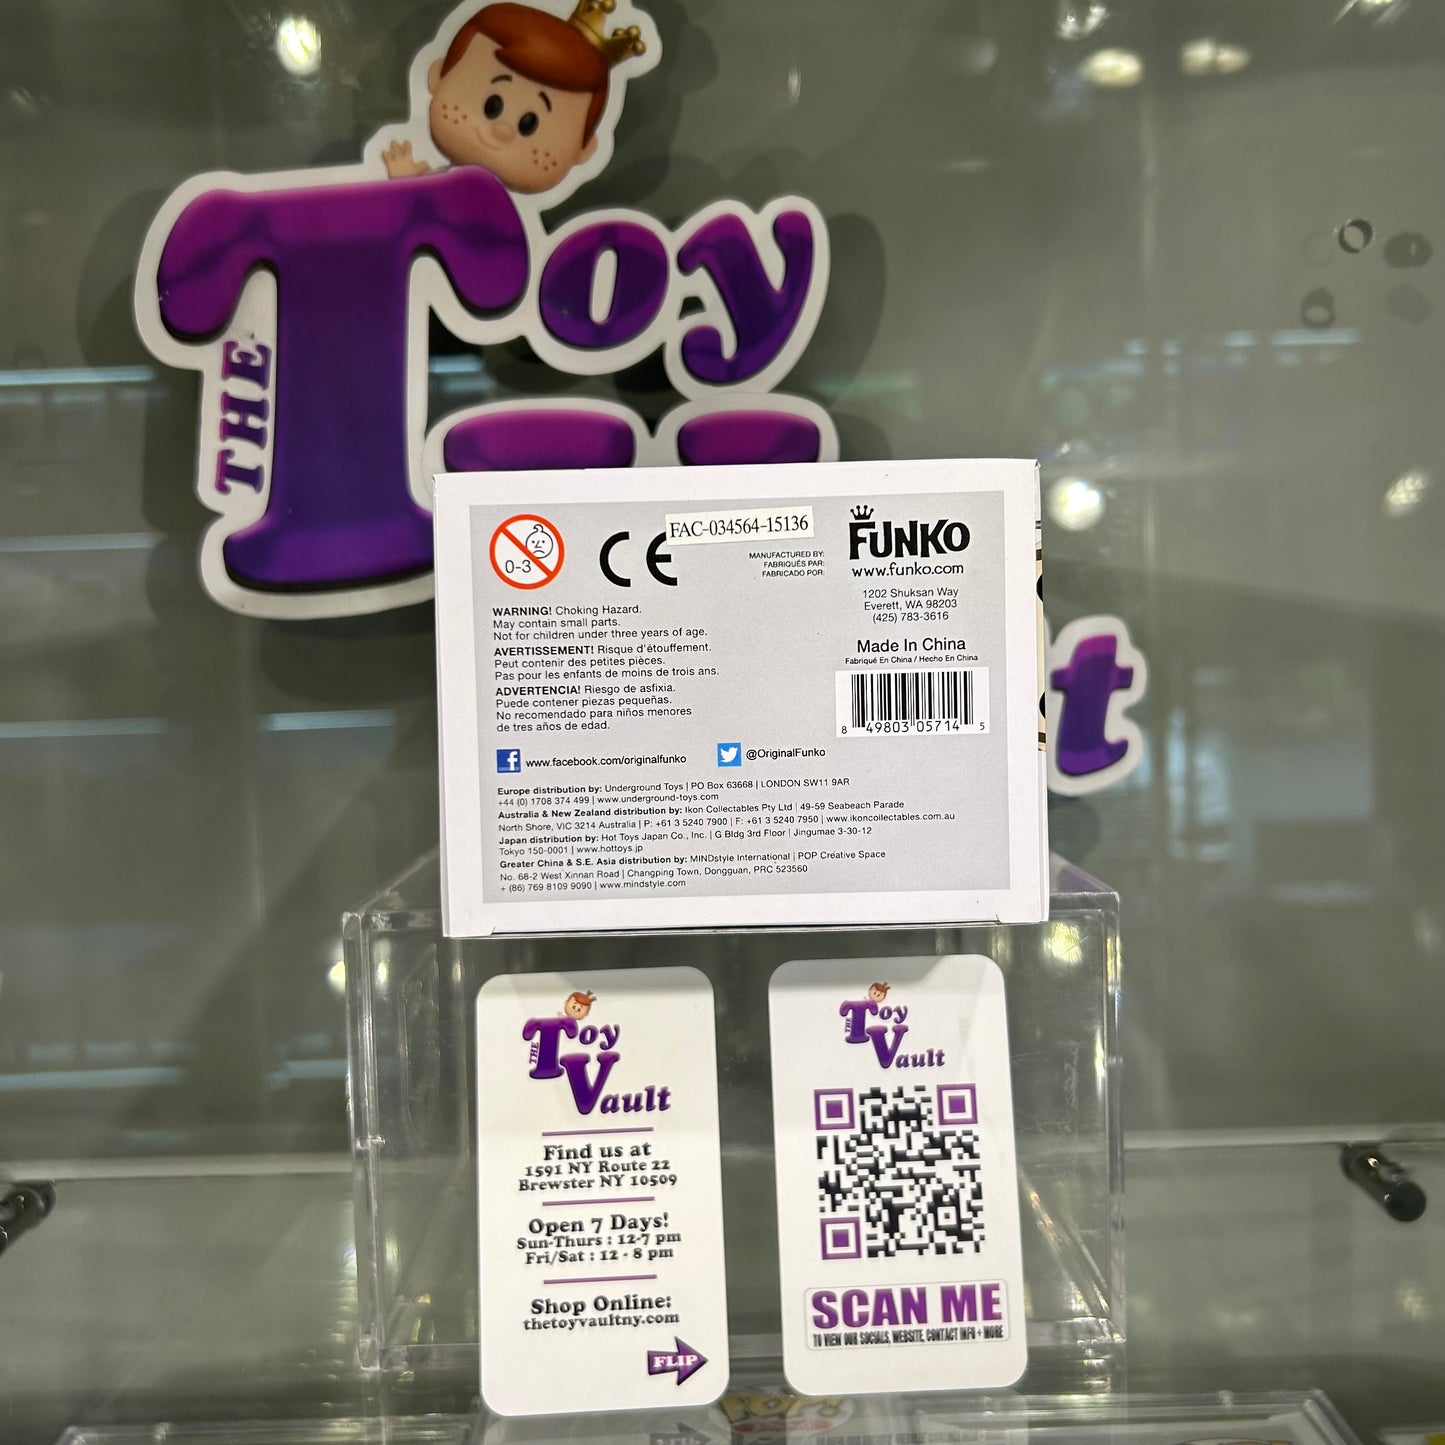 THE
Toy
t
0-3
CE
FAC-034564-15136
MANUFACTURED BY:
FABRIQUÉS PAR:
FABRICADO POR:
FUNKO
www.funko.com
1202 Shuksan Way
Everett, WA 98203
(425) 783-3616
Made In China
Fabriqué En China / Hecho En China
8 49803 05714 5
WARNING! Choking Hazard.
May contain small parts.
Not for children under three years of age.
AVERTISSEMENT! Risque d'étouffement.
Peut contenir des petites pièces.
Pas pour les enfants de moins de trois ans.
ADVERTENCIA! Riesgo de asfixia.
Puede contener piezas pequeñas.
No recomendado para niños menores
de tres años de edad.
www.facebook.com/originalfunko
@OriginalFunko
Europe distribution by: Underground Toys | PO Box 63668 | LONDON SW11 9AR
+44 (0) 1708 374 499 | www.underground-toys.com
Australia & New Zealand distribution by: Ikon Collectables Pty Ltd | 49-59 Seabeach Parade
North Shore, VIC 3214 Australia | P: +61 3 5240 7900 | F: +61 3 5240 7950 | www.ikoncollectables.com.au
Japan distribution by: Hot Toys Japan Co., Inc. | G Bldg 3rd Floor | Jingumae 3-30-12
Tokyo 150-0001 | www.hottoys.jp
Greater China & S.E. Asia distribution by: MINDstyle International | POP Creative Space
No. 68-2 West Xinnan Road | Changping Town, Dongguan, PRC 523560
+ (86) 769 8109 9090 | www.mindstyle.com
THE
Toy
Vault
Find us at
1591 NY Route 22
Brewster NY 10509
Open 7 Days!
Sun-Thurs : 12-7 pm
Fri/Sat : 12 - 8 pm
Shop Online:
thetoyvaultny.com
FLIP
THE
Toy
Vault
SCAN ME
TO VIEW OUR SOCIALS, WEBSITE, CONTACT INFO + MORE